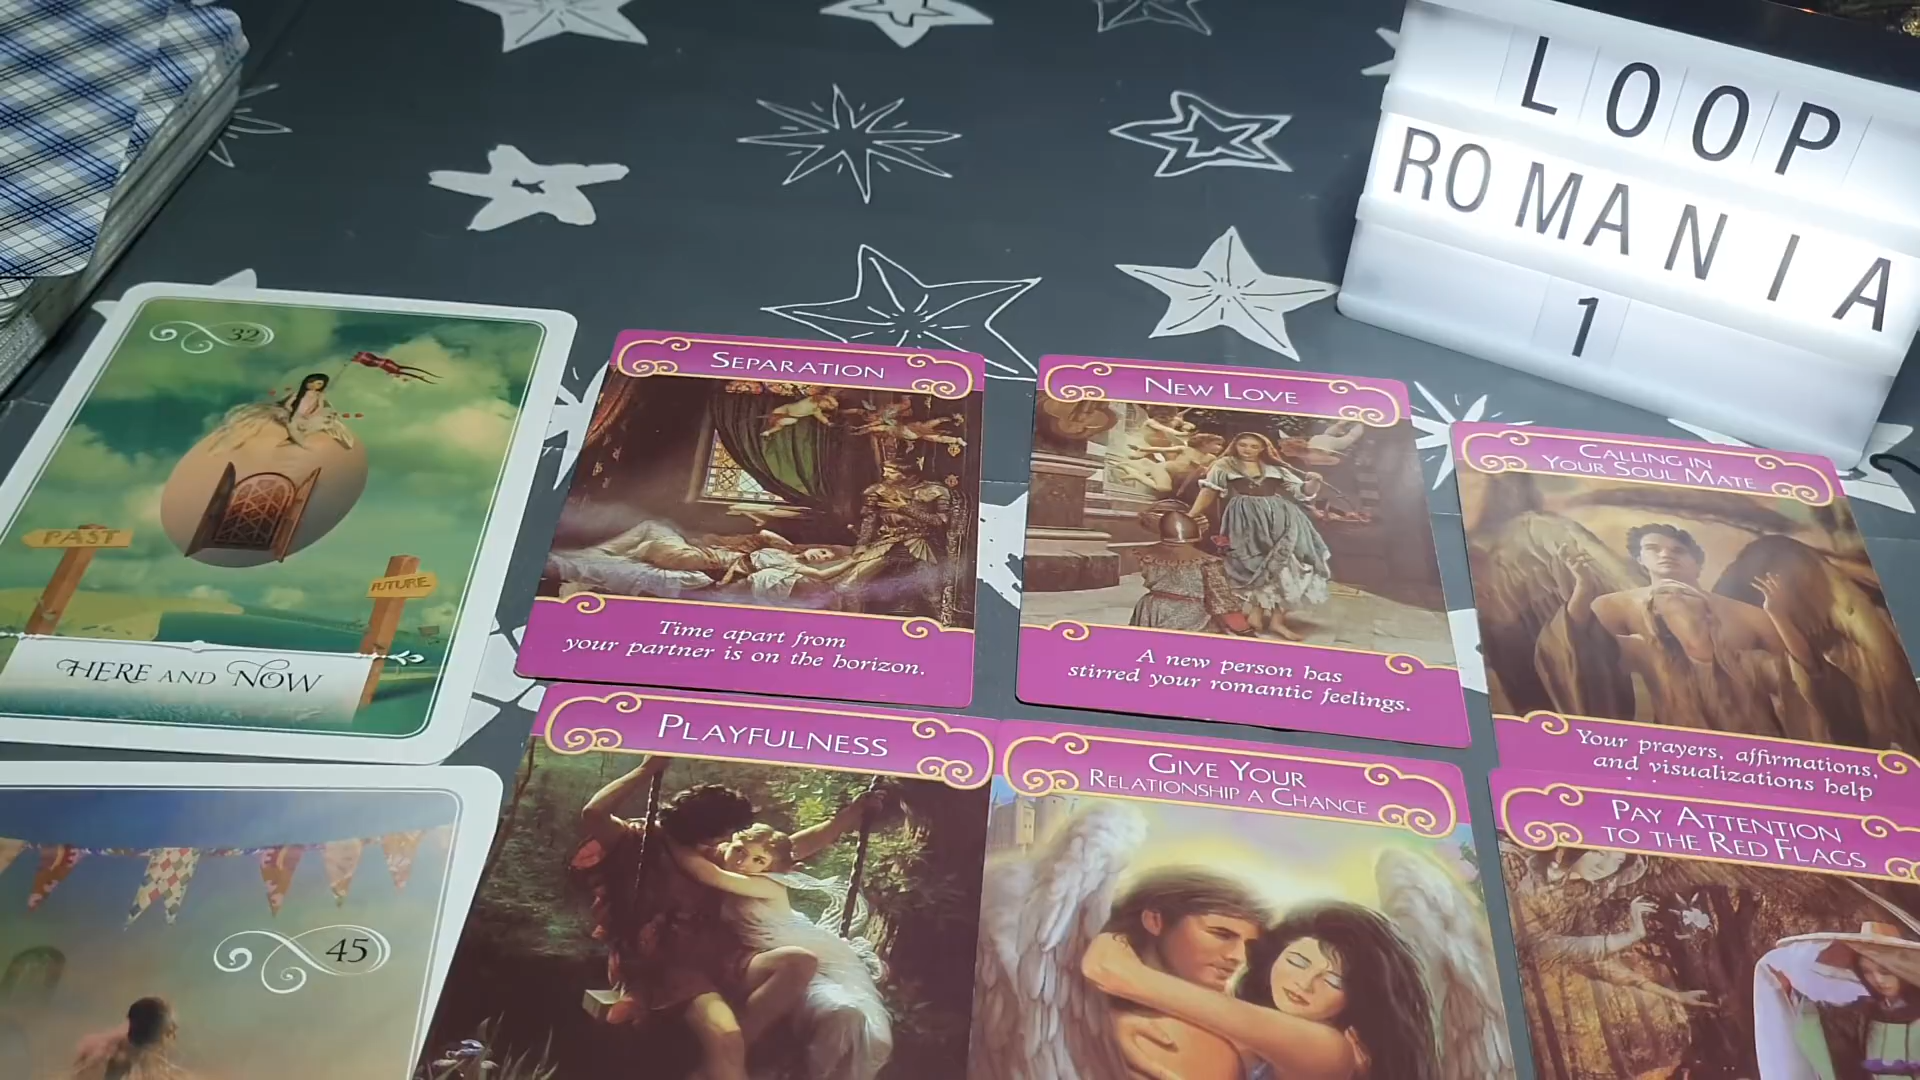 LOOP
ROMANIA
1
32
PAST
FUTURE
HERE AND NOW
SEPARATION
Time apart from
your partner is on the horizon.
NEW LOVE
A new person has
stirred your romantic feelings.
CALLING IN
YOUR SOUL MATE
Your prayers, affirmations,
and visualizations help
45
PLAYFULNESS
GIVE YOUR
RELATIONSHIP A CHANCE
PAY ATTENTION
TO THE RED FLAGS